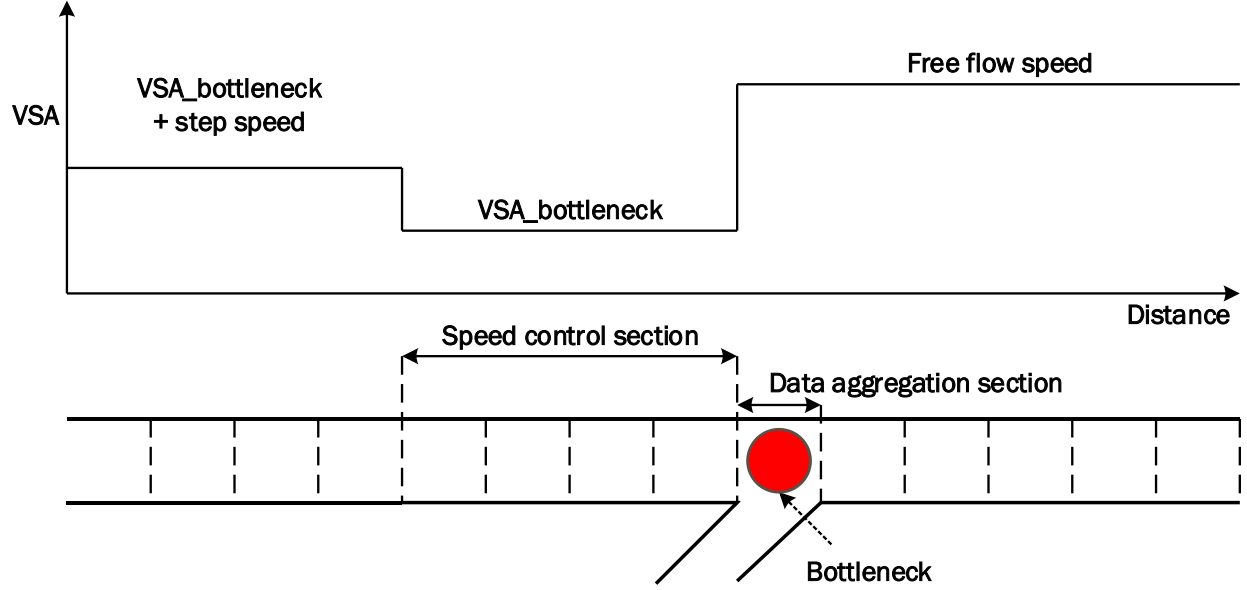 Free flow speed
VSA_bottleneck
+ step speed
VSA
VSA_bottleneck
Distance
Speed control section
Data aggregation section
Bottleneck